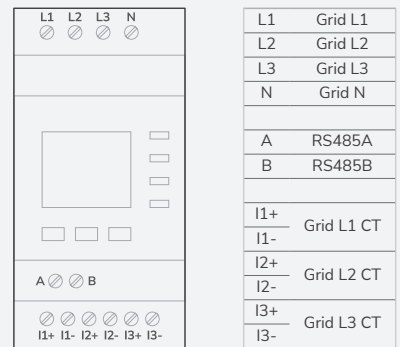 L1 L2 L3 N
A B
I1+ I1- I2+ I2- I3+ I3-
L1 Grid L1
L2 Grid L2
L3 Grid L3
N Grid N
A RS485A
B RS485B
I1+
Grid L1 CT
I1-
I2+
Grid L2 CT
I2-
I3+
Grid L3 CT
I3-